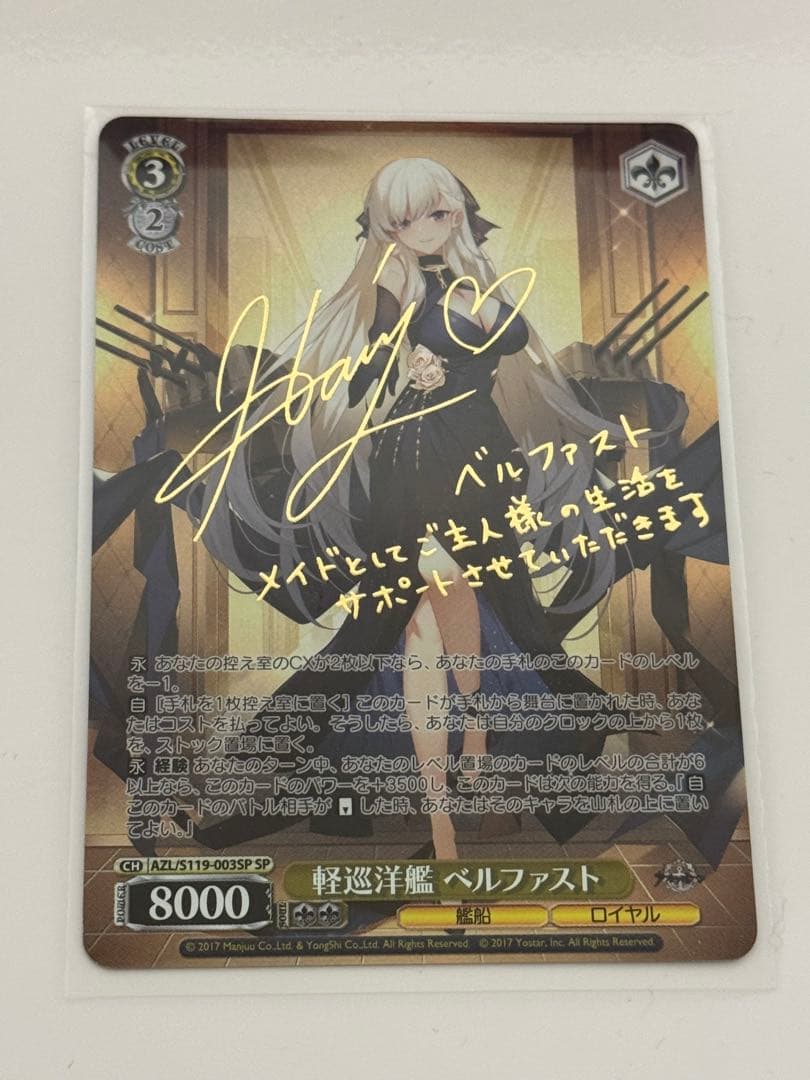 LEVEL
3
2
COST
ベルファスト
メイドとしてご主人様の生活を
サポートさせていただきます
永 あなたの控え室のCXが2枚以下なら、あなたの手札のこのカードのレベル
を－1。
自 [手札を1枚控え室に置く] このカードが手札から舞台に置かれた時、あな
たはコストを払ってよい。そうしたら、あなたは自分のクロックの上から1枚
を、ストック置場に置く。
永 経験 あなたのターン中、あなたのレベル置場のカードのレベルの合計が6
以上なら、このカードのパワーを＋3500し、このカードは次の能力を得る。「 自
このカードのバトル相手が した時、あなたはそのキャラを山札の上に置い
てよい。」
CH AZL/S119-003SP SP
POWER 8000 SOUL
軽巡洋艦 ベルファスト
艦船 ロイヤル
© 2017 Manjuu Co.,Ltd. & YongShi Co.,Ltd. All Rights Reserved. © 2017 Yostar, Inc. All Rights Reserved.